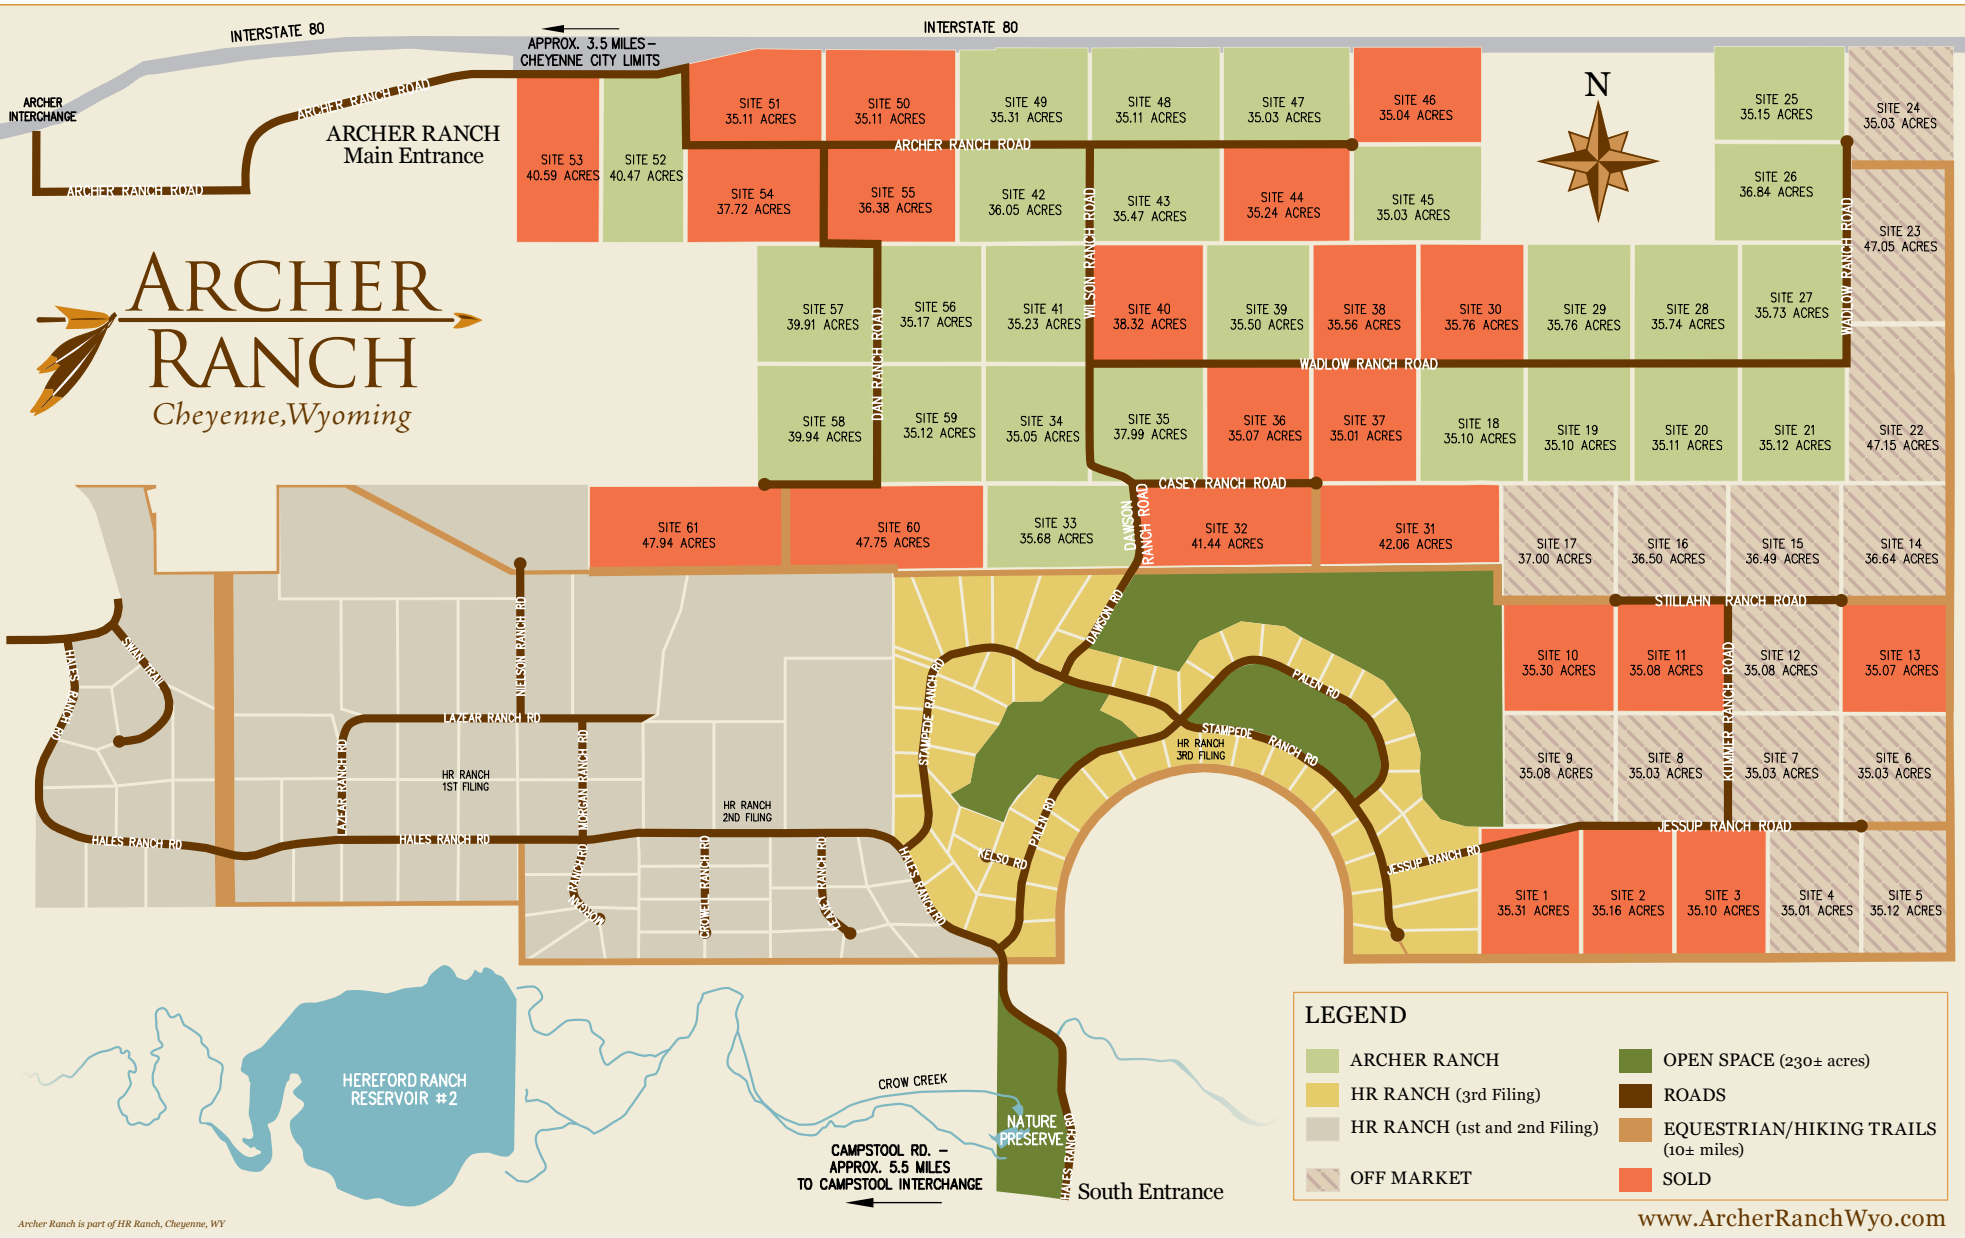 INTERSTATE 80
INTERSTATE 80
APPROX. 3.5 MILES-
CHEYENNE CITY LIMITS
ARCHER
INTERCHANGE
ARCHER RANCH ROAD
ARCHER RANCH
Main Entrance
ARCHER RANCH ROAD
SITE 53
40.59 ACRES
SITE 52
40.47 ACRES
SITE 51
35.11 ACRES
SITE 50
35.11 ACRES
SITE 49
35.31 ACRES
SITE 48
35.11 ACRES
SITE 47
35.03 ACRES
SITE 46
35.04 ACRES
N
SITE 25
35.15 ACRES
SITE 24
35.03 ACRES
ARCHER RANCH ROAD
SITE 54
37.72 ACRES
SITE 55
36.38 ACRES
SITE 42
36.05 ACRES
WILSON RANCH ROAD
SITE 43
35.47 ACRES
SITE 44
35.24 ACRES
SITE 45
35.03 ACRES
SITE 26
36.84 ACRES
WADLOW RANCH ROAD
SITE 23
47.05 ACRES
ARCHER
RANCH
Cheyenne,Wyoming
SITE 57
39.91 ACRES
DAN RANCH ROAD
SITE 56
35.17 ACRES
SITE 41
35.23 ACRES
SITE 40
38.32 ACRES
SITE 39
35.50 ACRES
SITE 38
35.56 ACRES
SITE 30
35.76 ACRES
SITE 29
35.76 ACRES
SITE 28
35.74 ACRES
SITE 27
35.73 ACRES
WADLOW RANCH ROAD
SITE 58
39.94 ACRES
SITE 59
35.12 ACRES
SITE 34
35.05 ACRES
SITE 35
37.99 ACRES
SITE 36
35.07 ACRES
SITE 37
35.01 ACRES
SITE 18
35.10 ACRES
SITE 19
35.10 ACRES
SITE 20
35.11 ACRES
SITE 21
35.12 ACRES
SITE 22
47.15 ACRES
CASEY RANCH ROAD
SITE 61
47.94 ACRES
SITE 60
47.75 ACRES
SITE 33
35.68 ACRES
DAWSON
RANCH ROAD
SITE 32
41.44 ACRES
SITE 31
42.06 ACRES
SITE 17
37.00 ACRES
SITE 16
36.50 ACRES
SITE 15
36.49 ACRES
SITE 14
36.64 ACRES
STILLAHN RANCH ROAD
SWAN TRAIL
HALES RANCH RD
NIELSON RANCH RD
DAWSON RD
SITE 10
35.30 ACRES
SITE 11
35.08 ACRES
KUMMER RANCH ROAD
SITE 12
35.08 ACRES
SITE 13
35.07 ACRES
LAZEAR RANCH RD
LAZEAR RANCH RD
MORGAN RANCH RD
STAMPEDE RANCH RD
PALEN RD
STAMPEDE RANCH RD
HR RANCH
3RD FILING
SITE 9
35.08 ACRES
SITE 8
35.03 ACRES
SITE 7
35.03 ACRES
SITE 6
35.03 ACRES
HR RANCH
1ST FILING
HR RANCH
2ND FILING
HALES RANCH RD
HALES RANCH RD
MORGAN RANCH RD
CROWELL RANCH RD
RANCH RD
HALES RANCH RD
KELSO RD
PALEN RD
JESSUP RANCH RD
JESSUP RANCH ROAD
SITE 1
35.31 ACRES
SITE 2
35.16 ACRES
SITE 3
35.10 ACRES
SITE 4
35.01 ACRES
SITE 5
35.12 ACRES
HEREFORD RANCH
RESERVOIR #2
CROW CREEK
NATURE
PRESERVE
HALES RANCH RD
CAMPSTOOL RD. -
APPROX. 5.5 MILES
TO CAMPSTOOL INTERCHANGE
South Entrance
LEGEND
ARCHER RANCH
HR RANCH (3rd Filing)
HR RANCH (1st and 2nd Filing)
OFF MARKET
OPEN SPACE (230± acres)
ROADS
EQUESTRIAN/HIKING TRAILS
(10± miles)
SOLD
Archer Ranch is part of HR Ranch, Cheyenne, WY
www.ArcherRanchWyo.com